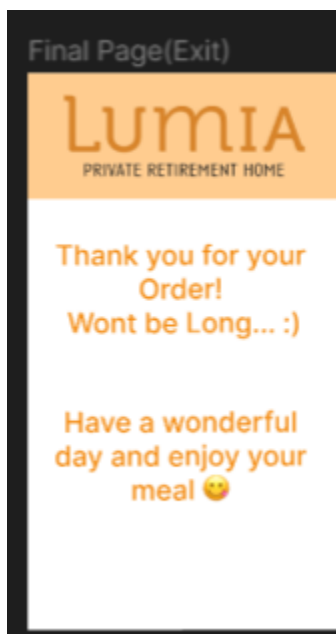 Final Page(Exit)
LUMIA
PRIVATE RETIREMENT HOME
Thank you for your
Order!
Wont be Long... :)
Have a wonderful
day and enjoy your
meal 😋